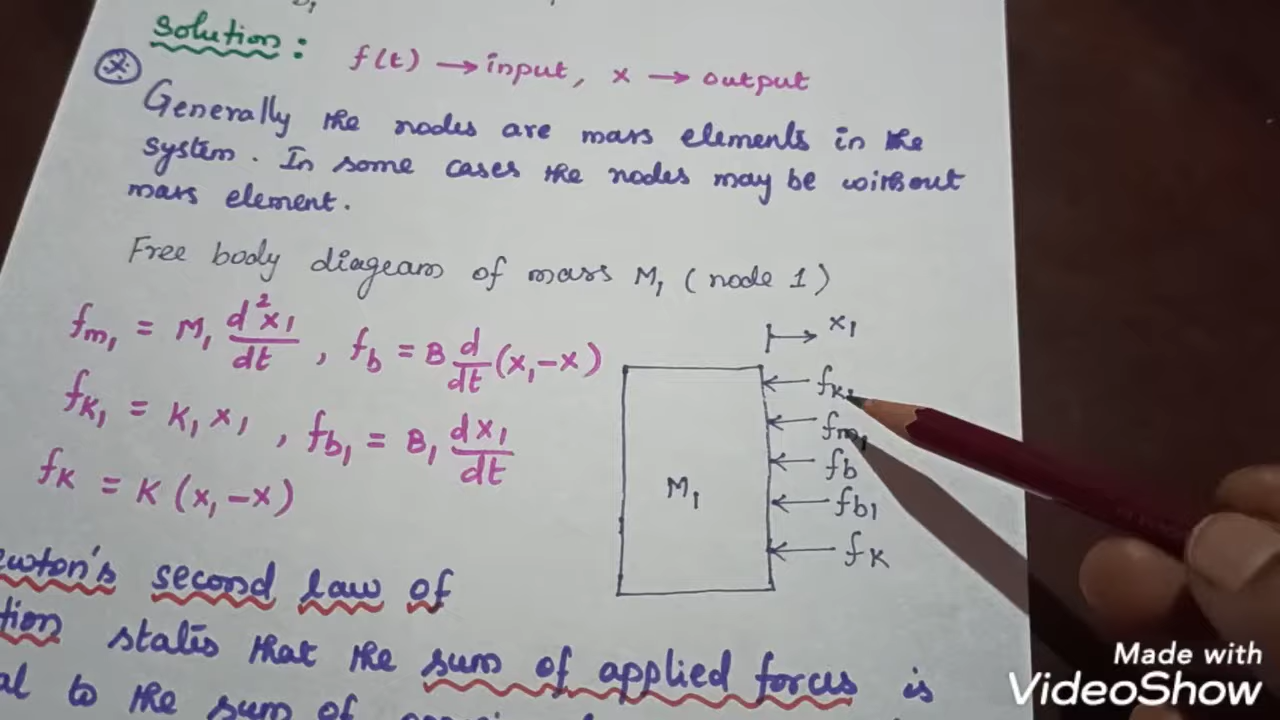 Solution:
f(t) → input, x → output
Generally the nodes are mass elements in the
system. In some cases the nodes may be without
mass element.
Free body diagram of mass M₁ (node 1)
fm₁ = M₁ d²x₁/dt, fb = B d/dt (x₁-x)
fK₁ = K₁ x₁, fb₁ = B₁ dx₁/dt
fK = K (x₁-x)
x₁
fK₁
fm₁
fb
fb₁
fK
M₁
ewton's second law of
tion states that the sum of applied forces is
al to the sum of
Made with
VideoShow